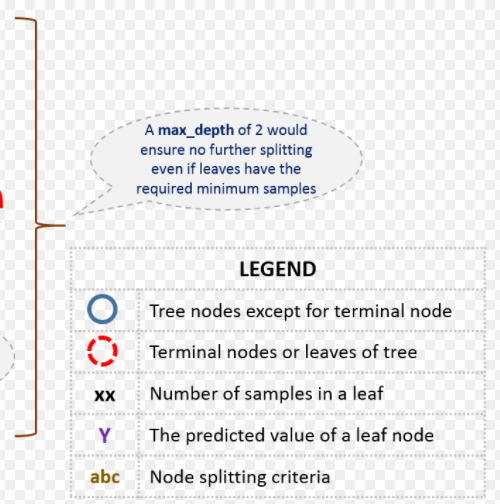 A max_depth of 2 would
ensure no further splitting
even if leaves have the
required minimum samples
LEGEND
Tree nodes except for terminal node
Terminal nodes or leaves of tree
xx Number of samples in a leaf
Y The predicted value of a leaf node
abc Node splitting criteria